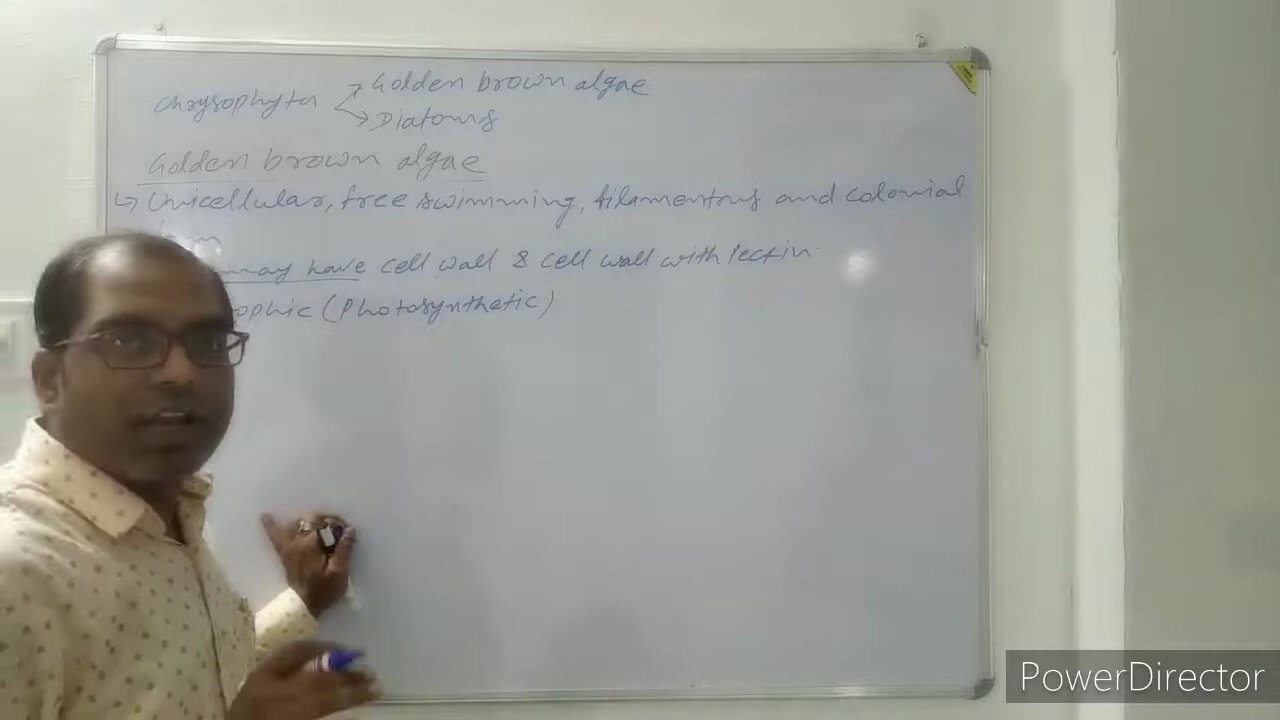 Chrysophyta Golden brown algae
Diatoms
Golden brown algae
↳ Unicellular, free swimming, filamentous and colonial
form
may have cell wall & cell wall with Pectin
ophic (Photosynthetic)
PowerDirector